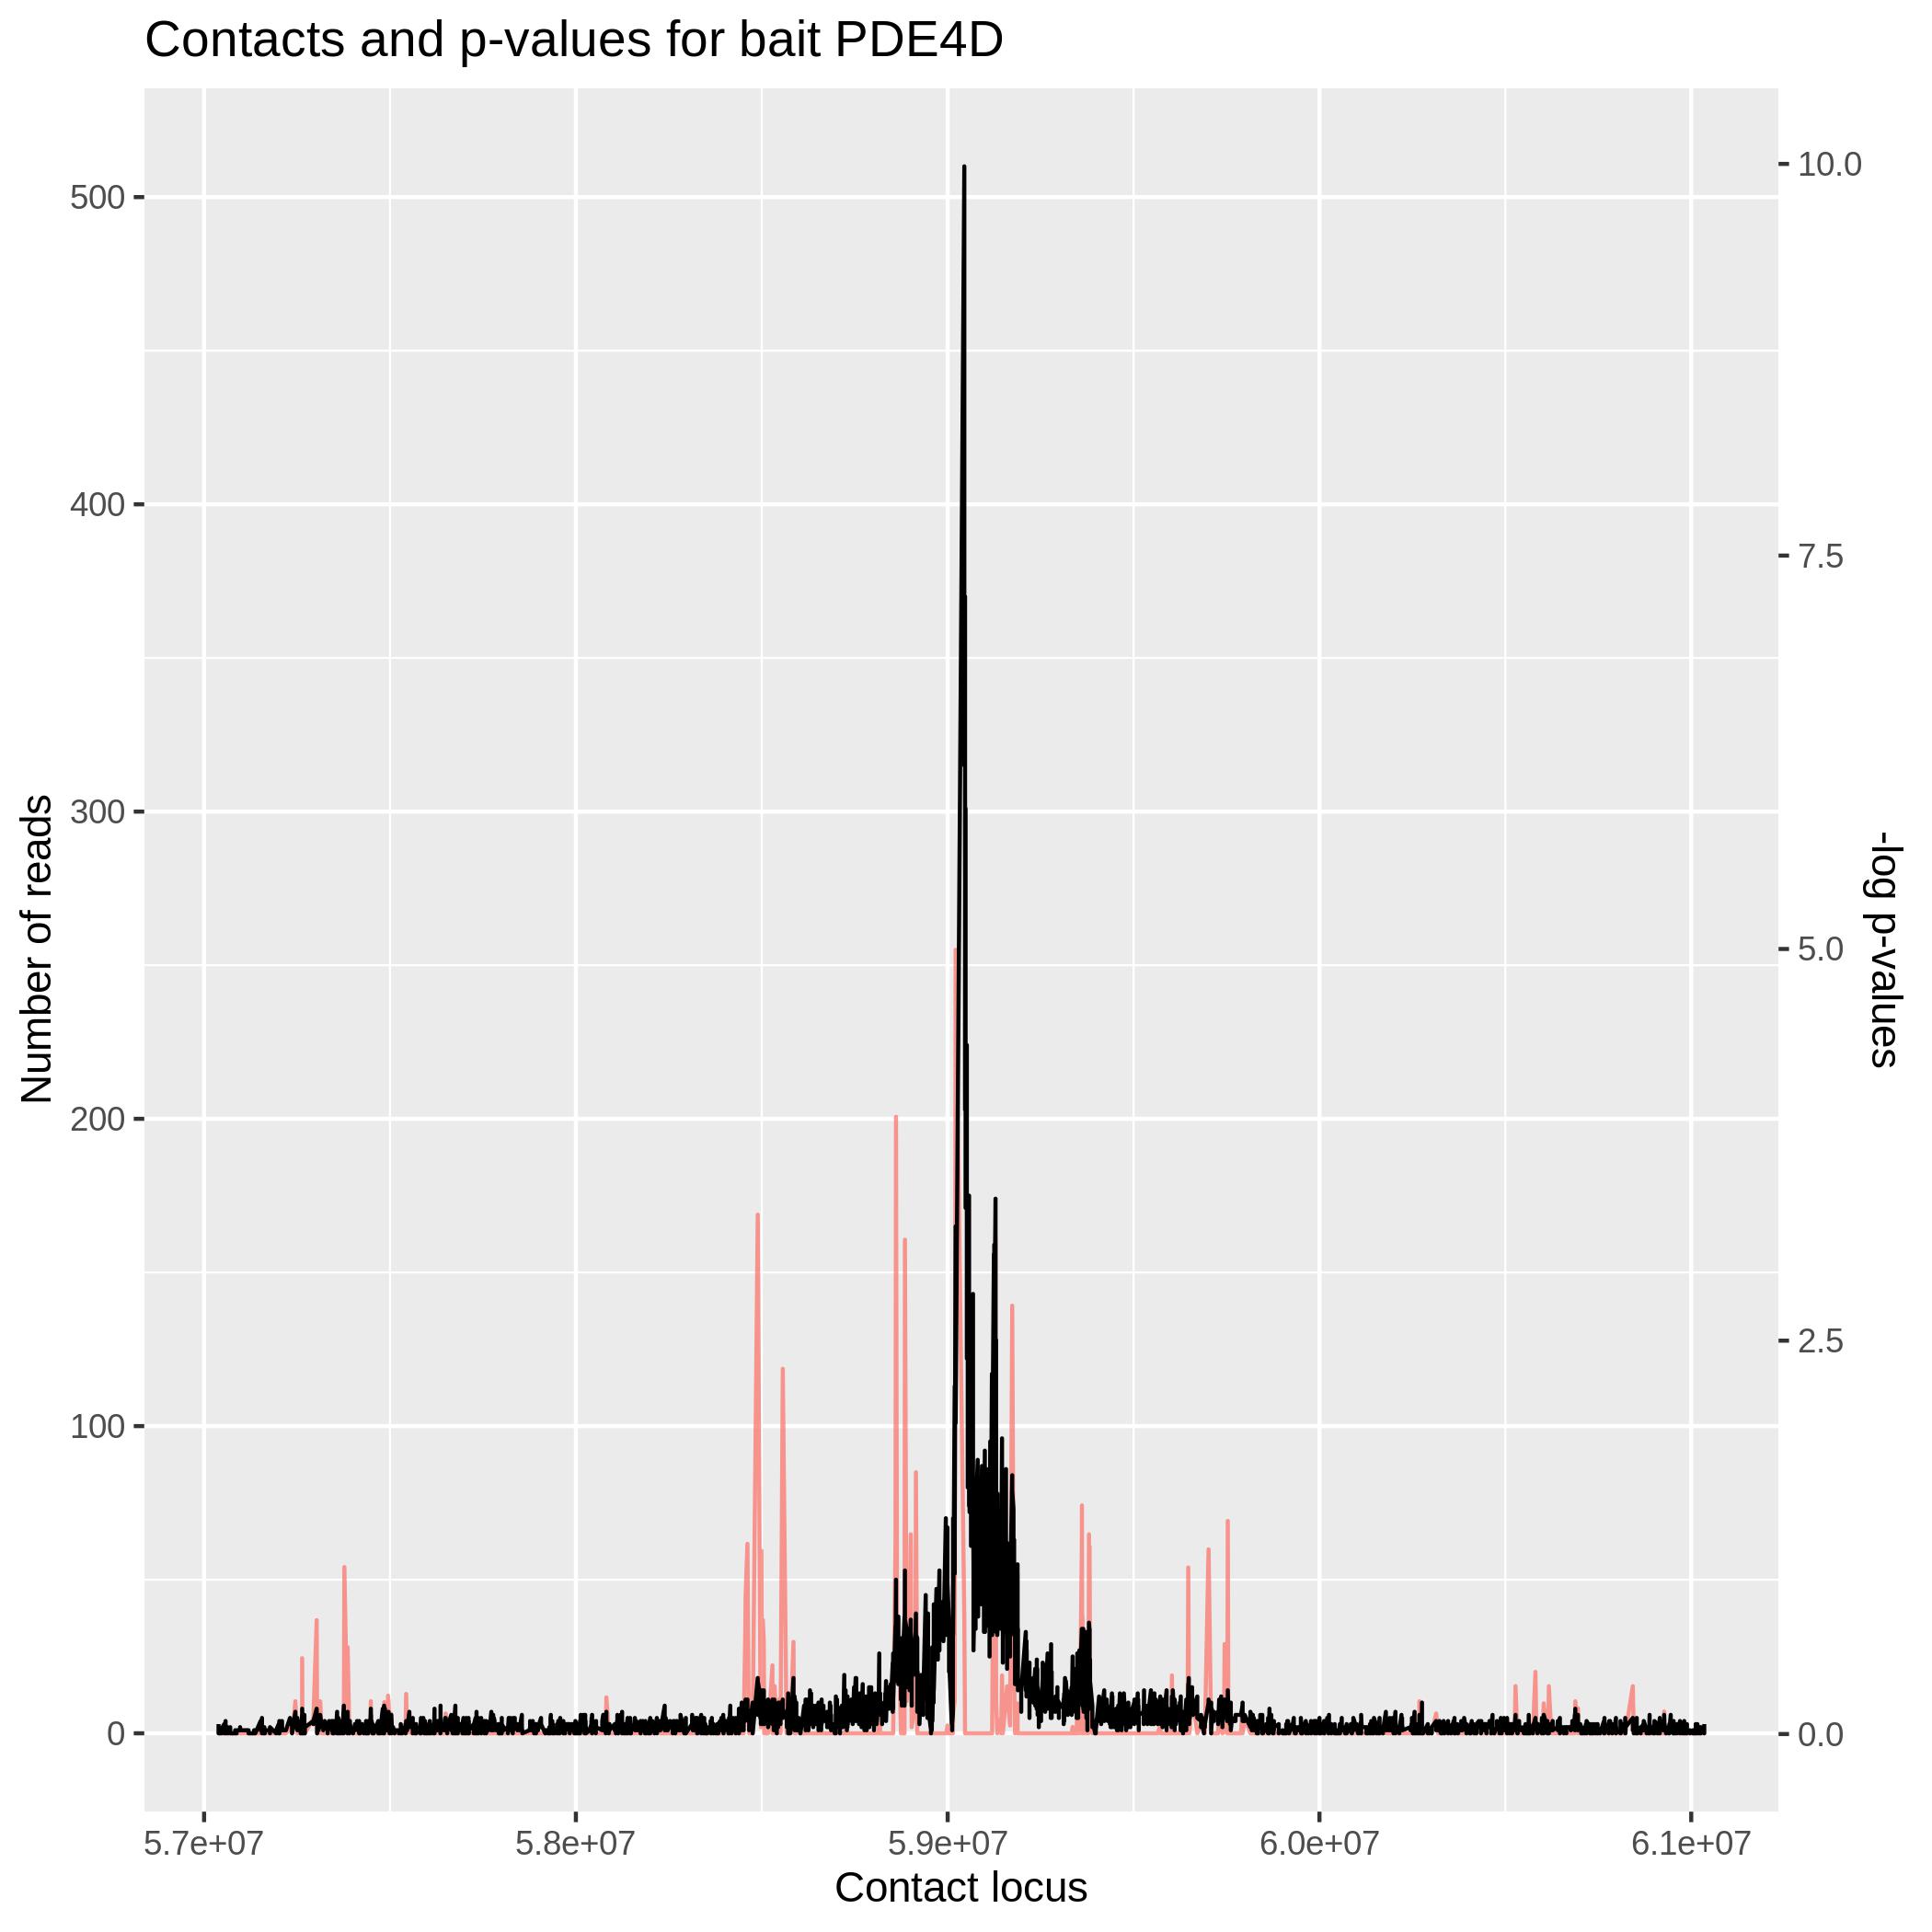 Contacts and p-values for bait PDE4D
Number of reads
500
400
300
200
100
0
10.0
7.5
5.0
2.5
0.0
-log p-values
5.7e+07
5.8e+07
5.9e+07
6.0e+07
6.1e+07
Contact locus